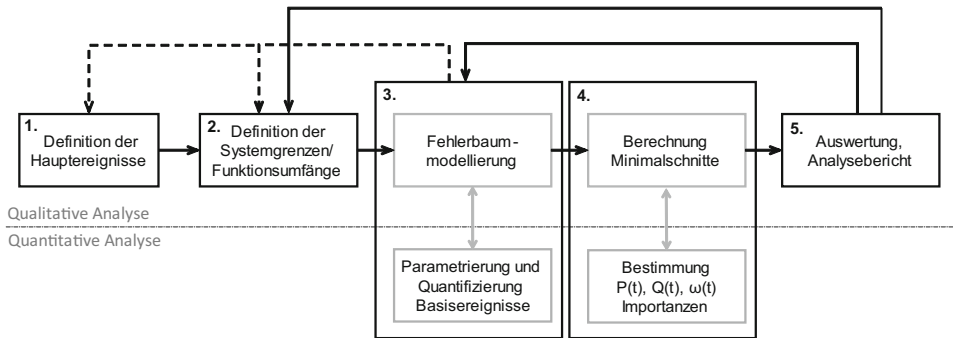 1.
Definition der
Hauptereignisse
2.
Definition der
Systemgrenzen/
Funktionsumfänge
3.
Fehlerbaum-
modellierung
4.
Berechnung
Minimalschnitte
5.
Auswertung,
Analysebericht
Qualitative Analyse
Quantitative Analyse
Parametrierung und
Quantifizierung
Basisereignisse
Bestimmung
P(t), Q(t), ω(t)
Importanzen